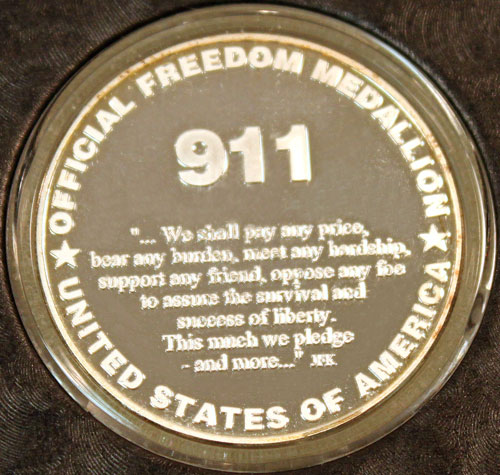 OFFICIAL FREEDOM MEDALLION
911
"... We shall pay any price,
bear any burden, meet any hardship,
support any friend, oppose any foe
to assure the survival and
success of liberty.
This much we pledge
- and more..." JFK
★ UNITED STATES OF AMERICA ★